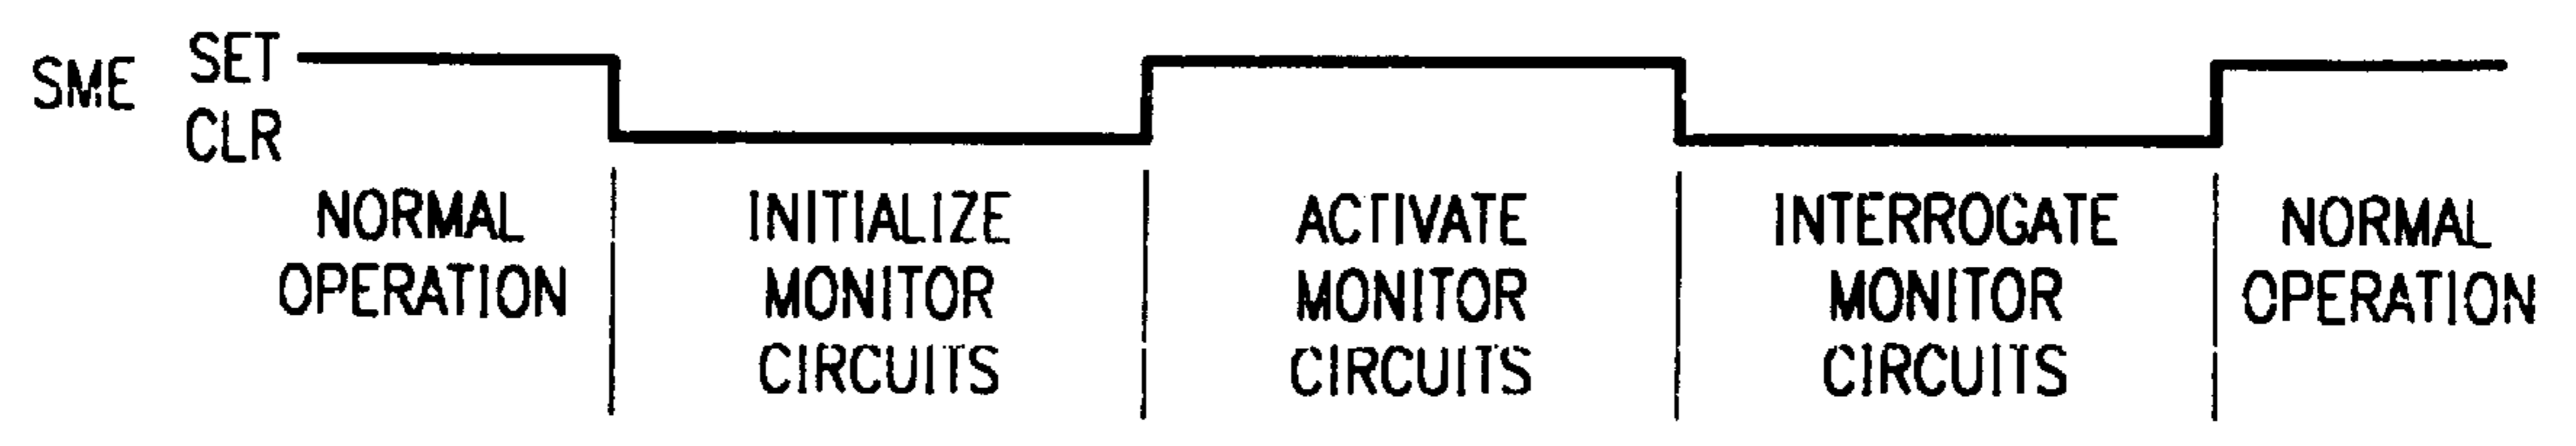 SME SET
CLR
NORMAL
OPERATION
INITIALIZE
MONITOR
CIRCUITS
ACTIVATE
MONITOR
CIRCUITS
INTERROGATE
MONITOR
CIRCUITS
NORMAL
OPERATION